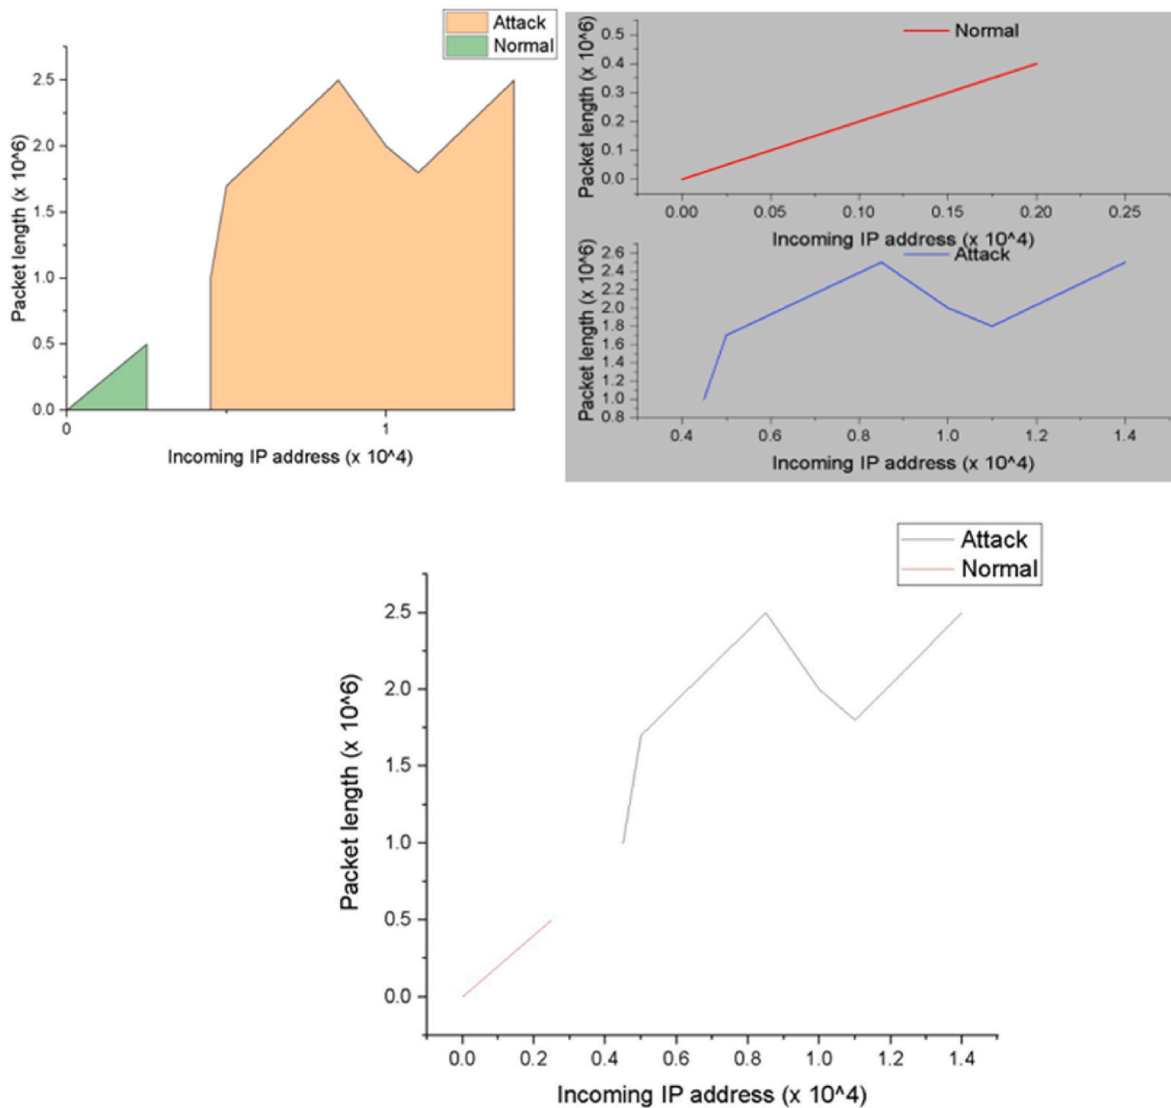 Attack
Normal
2.5
2.0
1.5
1.0
0.5
0.0
0
1
Packet length (x 10^6)
Incoming IP address (x 10^4)
Normal
0.5
0.4
0.3
0.2
0.1
0.0
Packet length (x 10^6)
0.00 0.05 0.10 0.15 0.20 0.25
Incoming IP address (x 10^4)
Attack
2.6
2.4
2.2
2.0
1.8
1.6
1.4
1.2
1.0
0.8
Packet length (x 10^6)
0.4 0.6 0.8 1.0 1.2 1.4
Incoming IP address (x 10^4)
Attack
Normal
2.5
2.0
1.5
1.0
0.5
0.0
Packet length (x 10^6)
0.0 0.2 0.4 0.6 0.8 1.0 1.2 1.4
Incoming IP address (x 10^4)